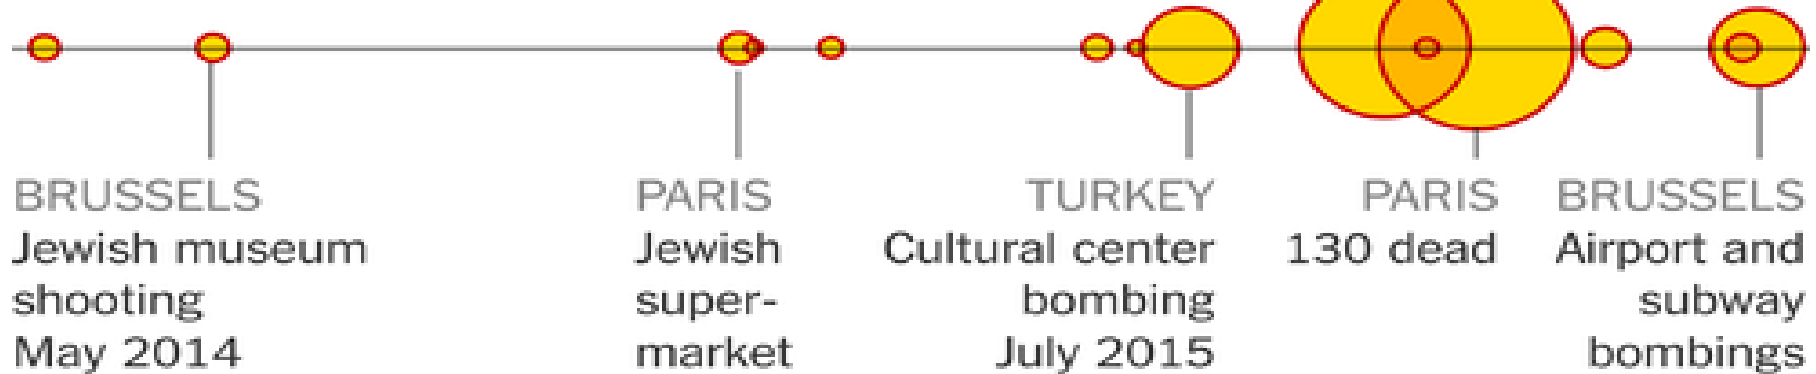 BRUSSELS
Jewish museum
shooting
May 2014
PARIS
Jewish
super-
market
TURKEY
Cultural center
bombing
July 2015
PARIS
130 dead
BRUSSELS
Airport and
subway
bombings